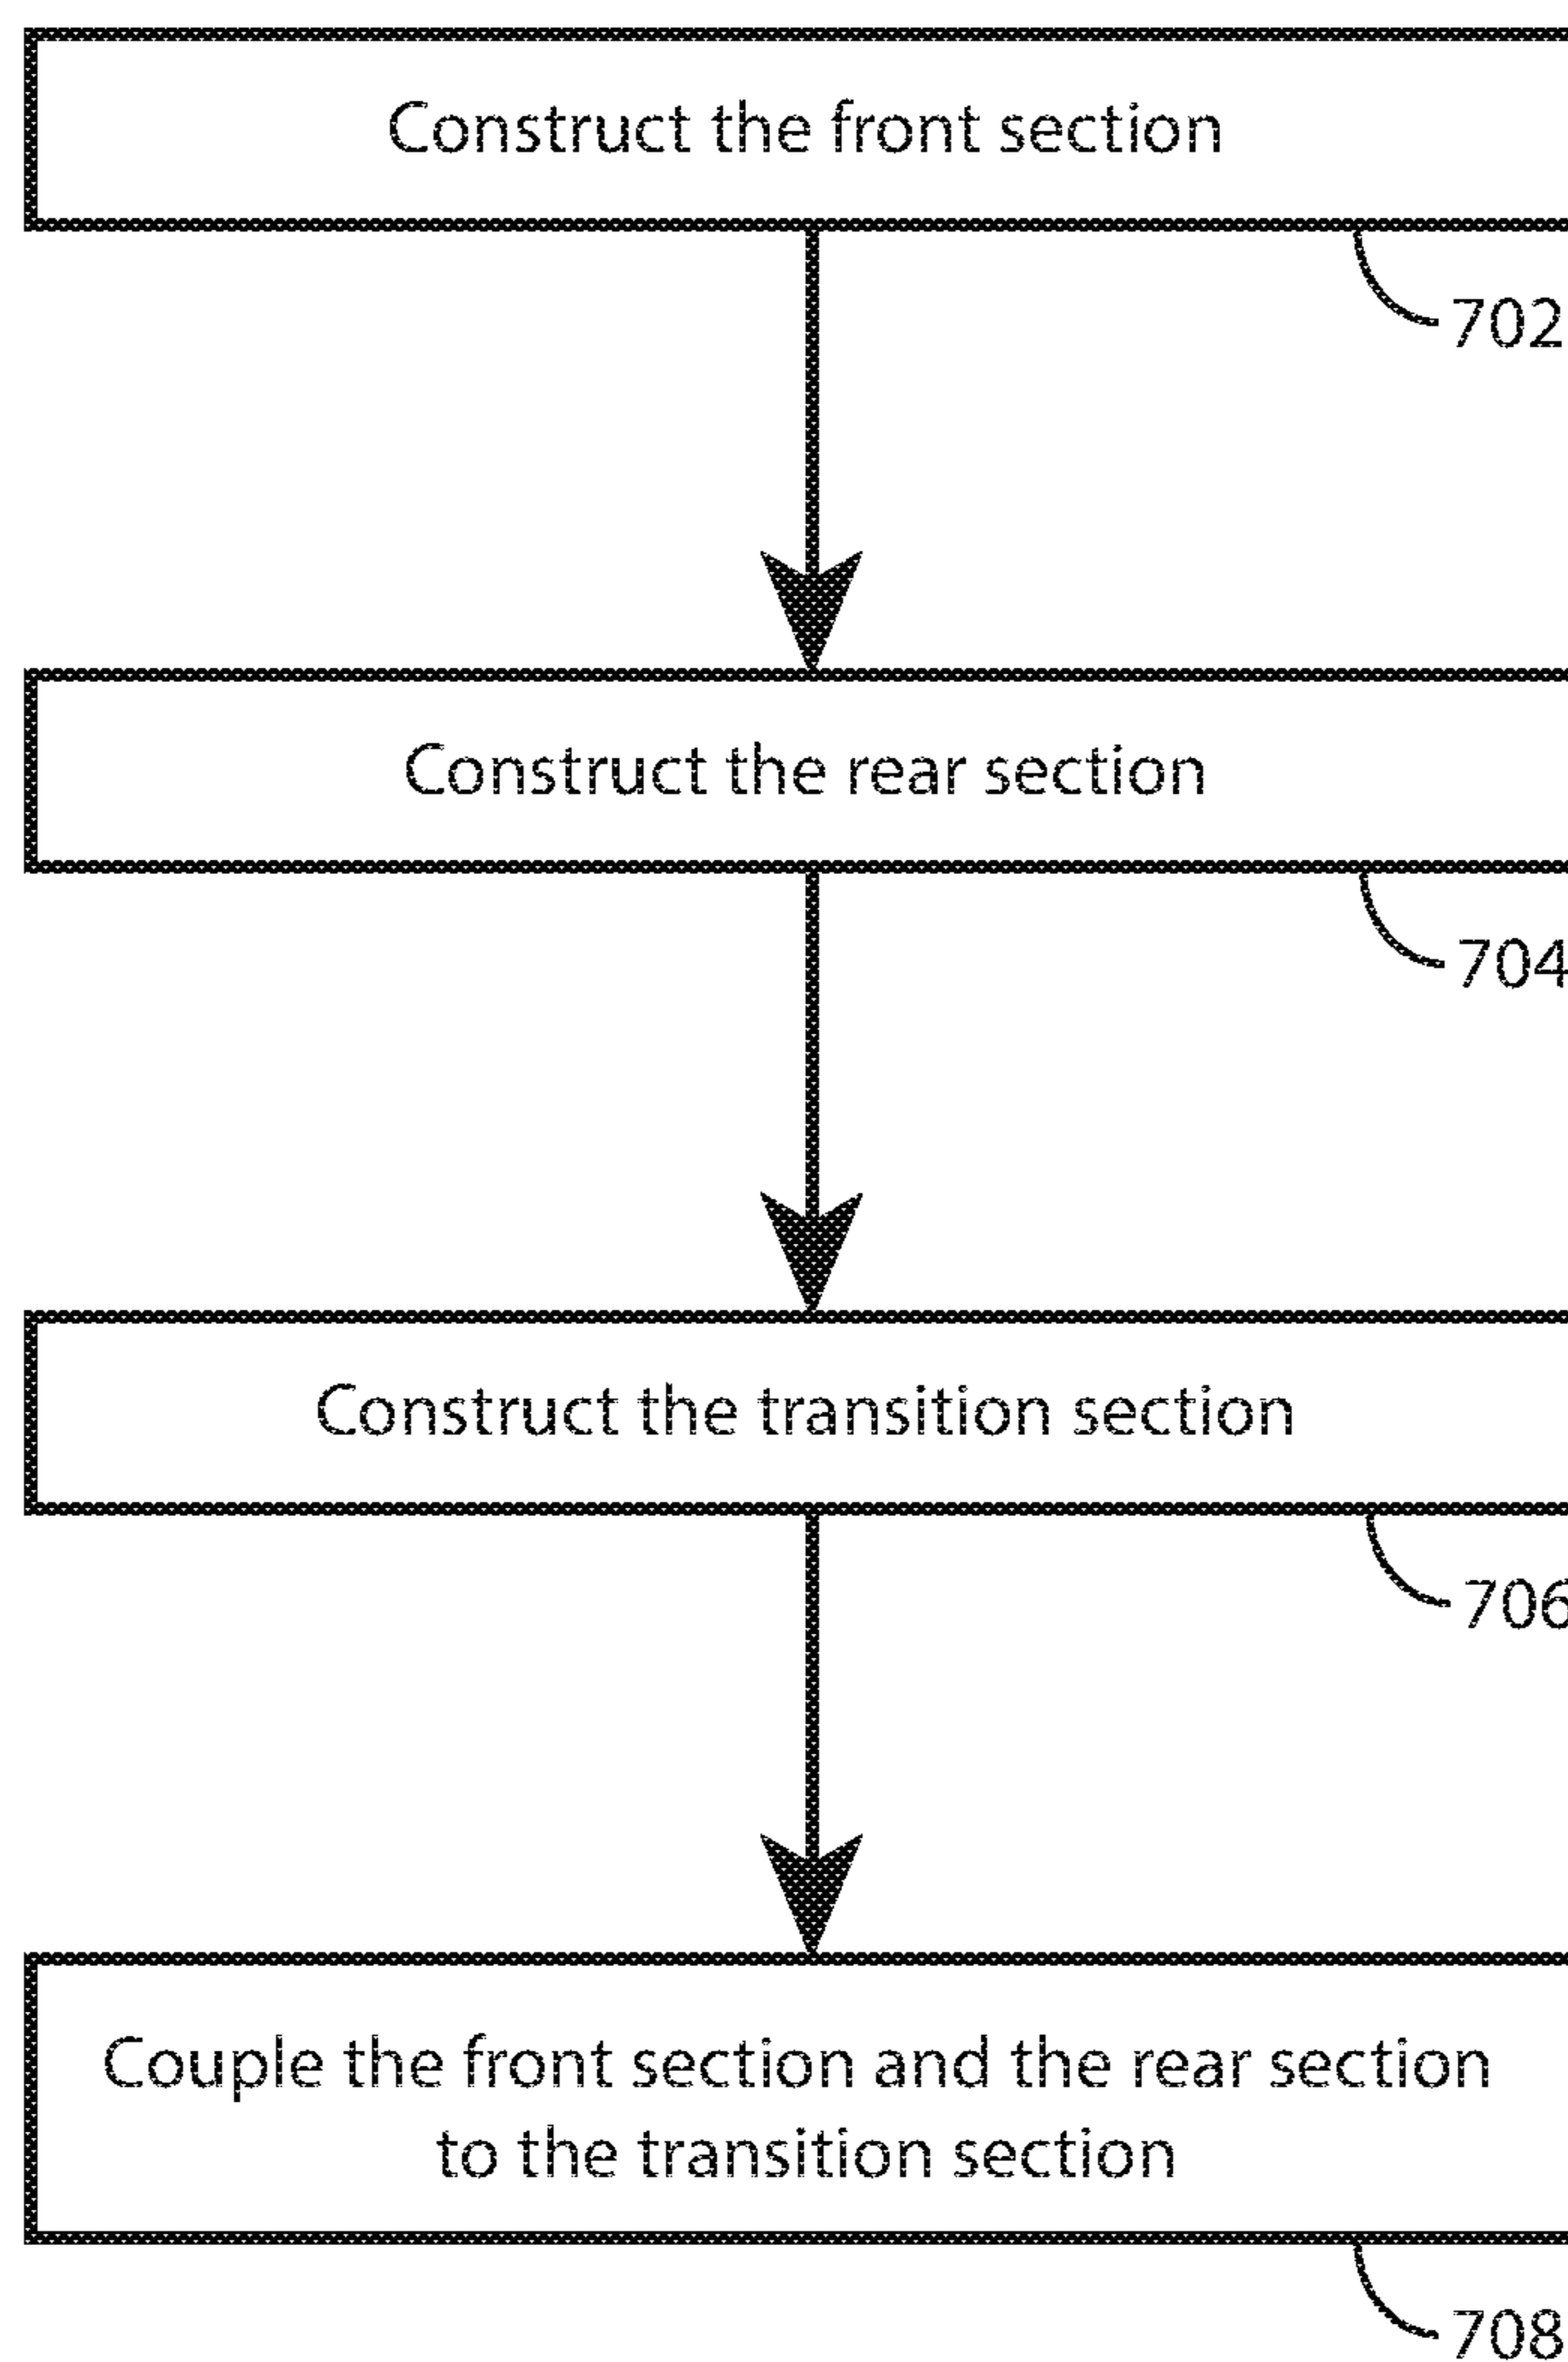 Construct the front section
702
Construct the rear section
704
Construct the transition section
706
Couple the front section and the rear section
to the transition section
708